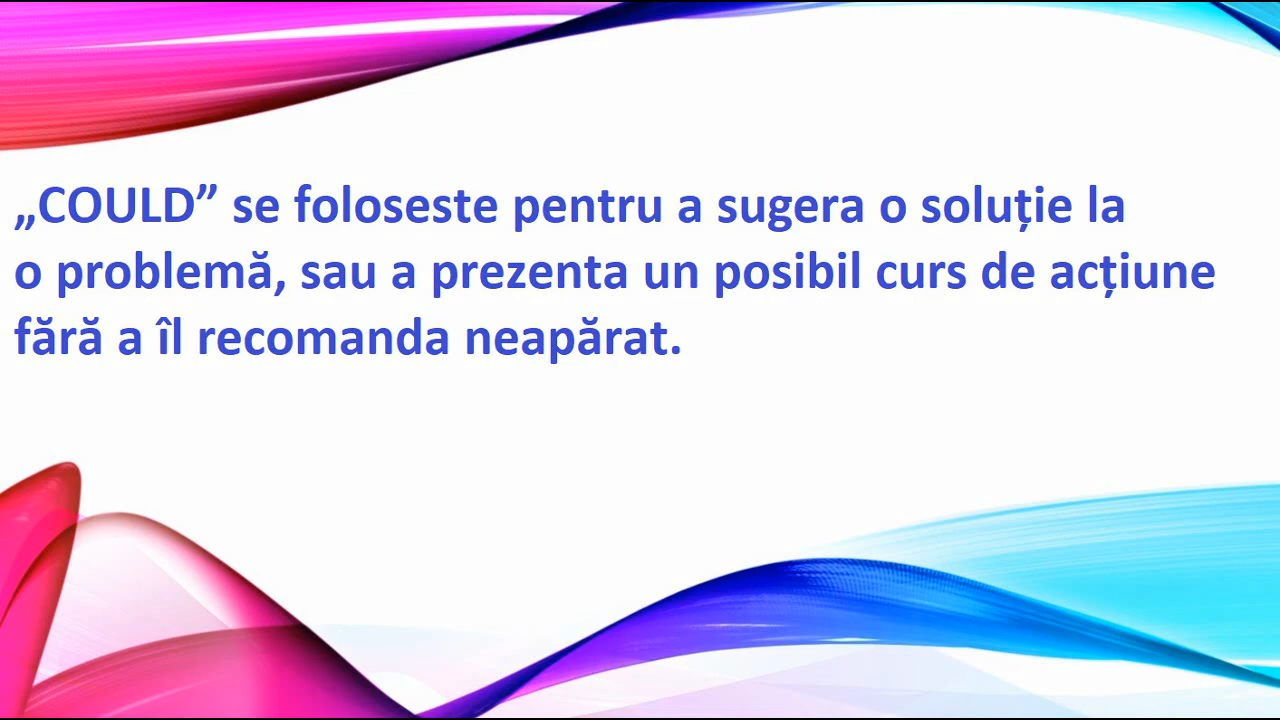 „COULD” se foloseste pentru a sugera o soluție la
o problemă, sau a prezenta un posibil curs de acțiune
fără a îl recomanda neapărat.